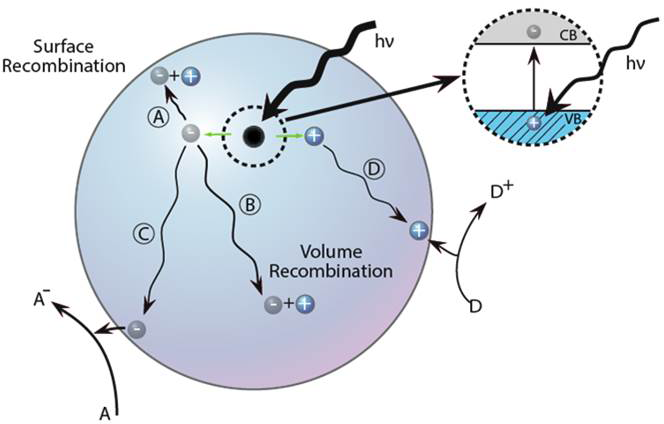 Surface
Recombination
hν
CB
hν
VB
- + +
A
-
+
D
B
C
D⁺
Volume
Recombination
+
- + +
A⁻
-
D
A